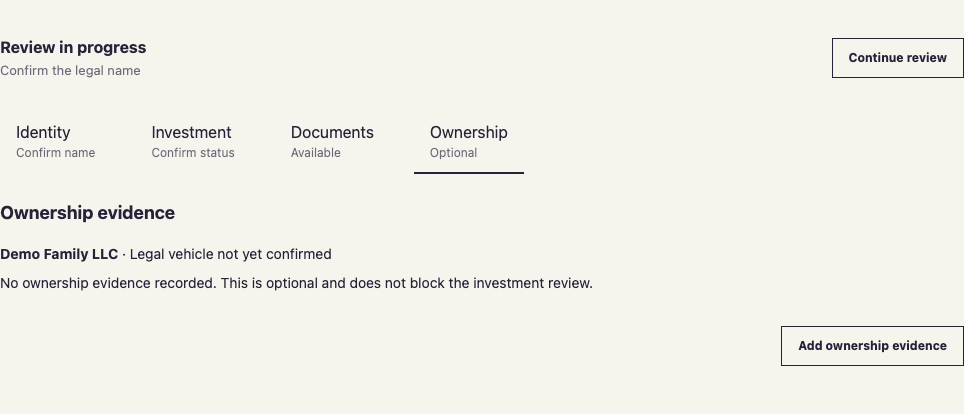 Review in progress
Confirm the legal name
Continue review
Identity
Confirm name
Investment
Confirm status
Documents
Available
Ownership
Optional
Ownership evidence
Demo Family LLC · Legal vehicle not yet confirmed
No ownership evidence recorded. This is optional and does not block the investment review.
Add ownership evidence